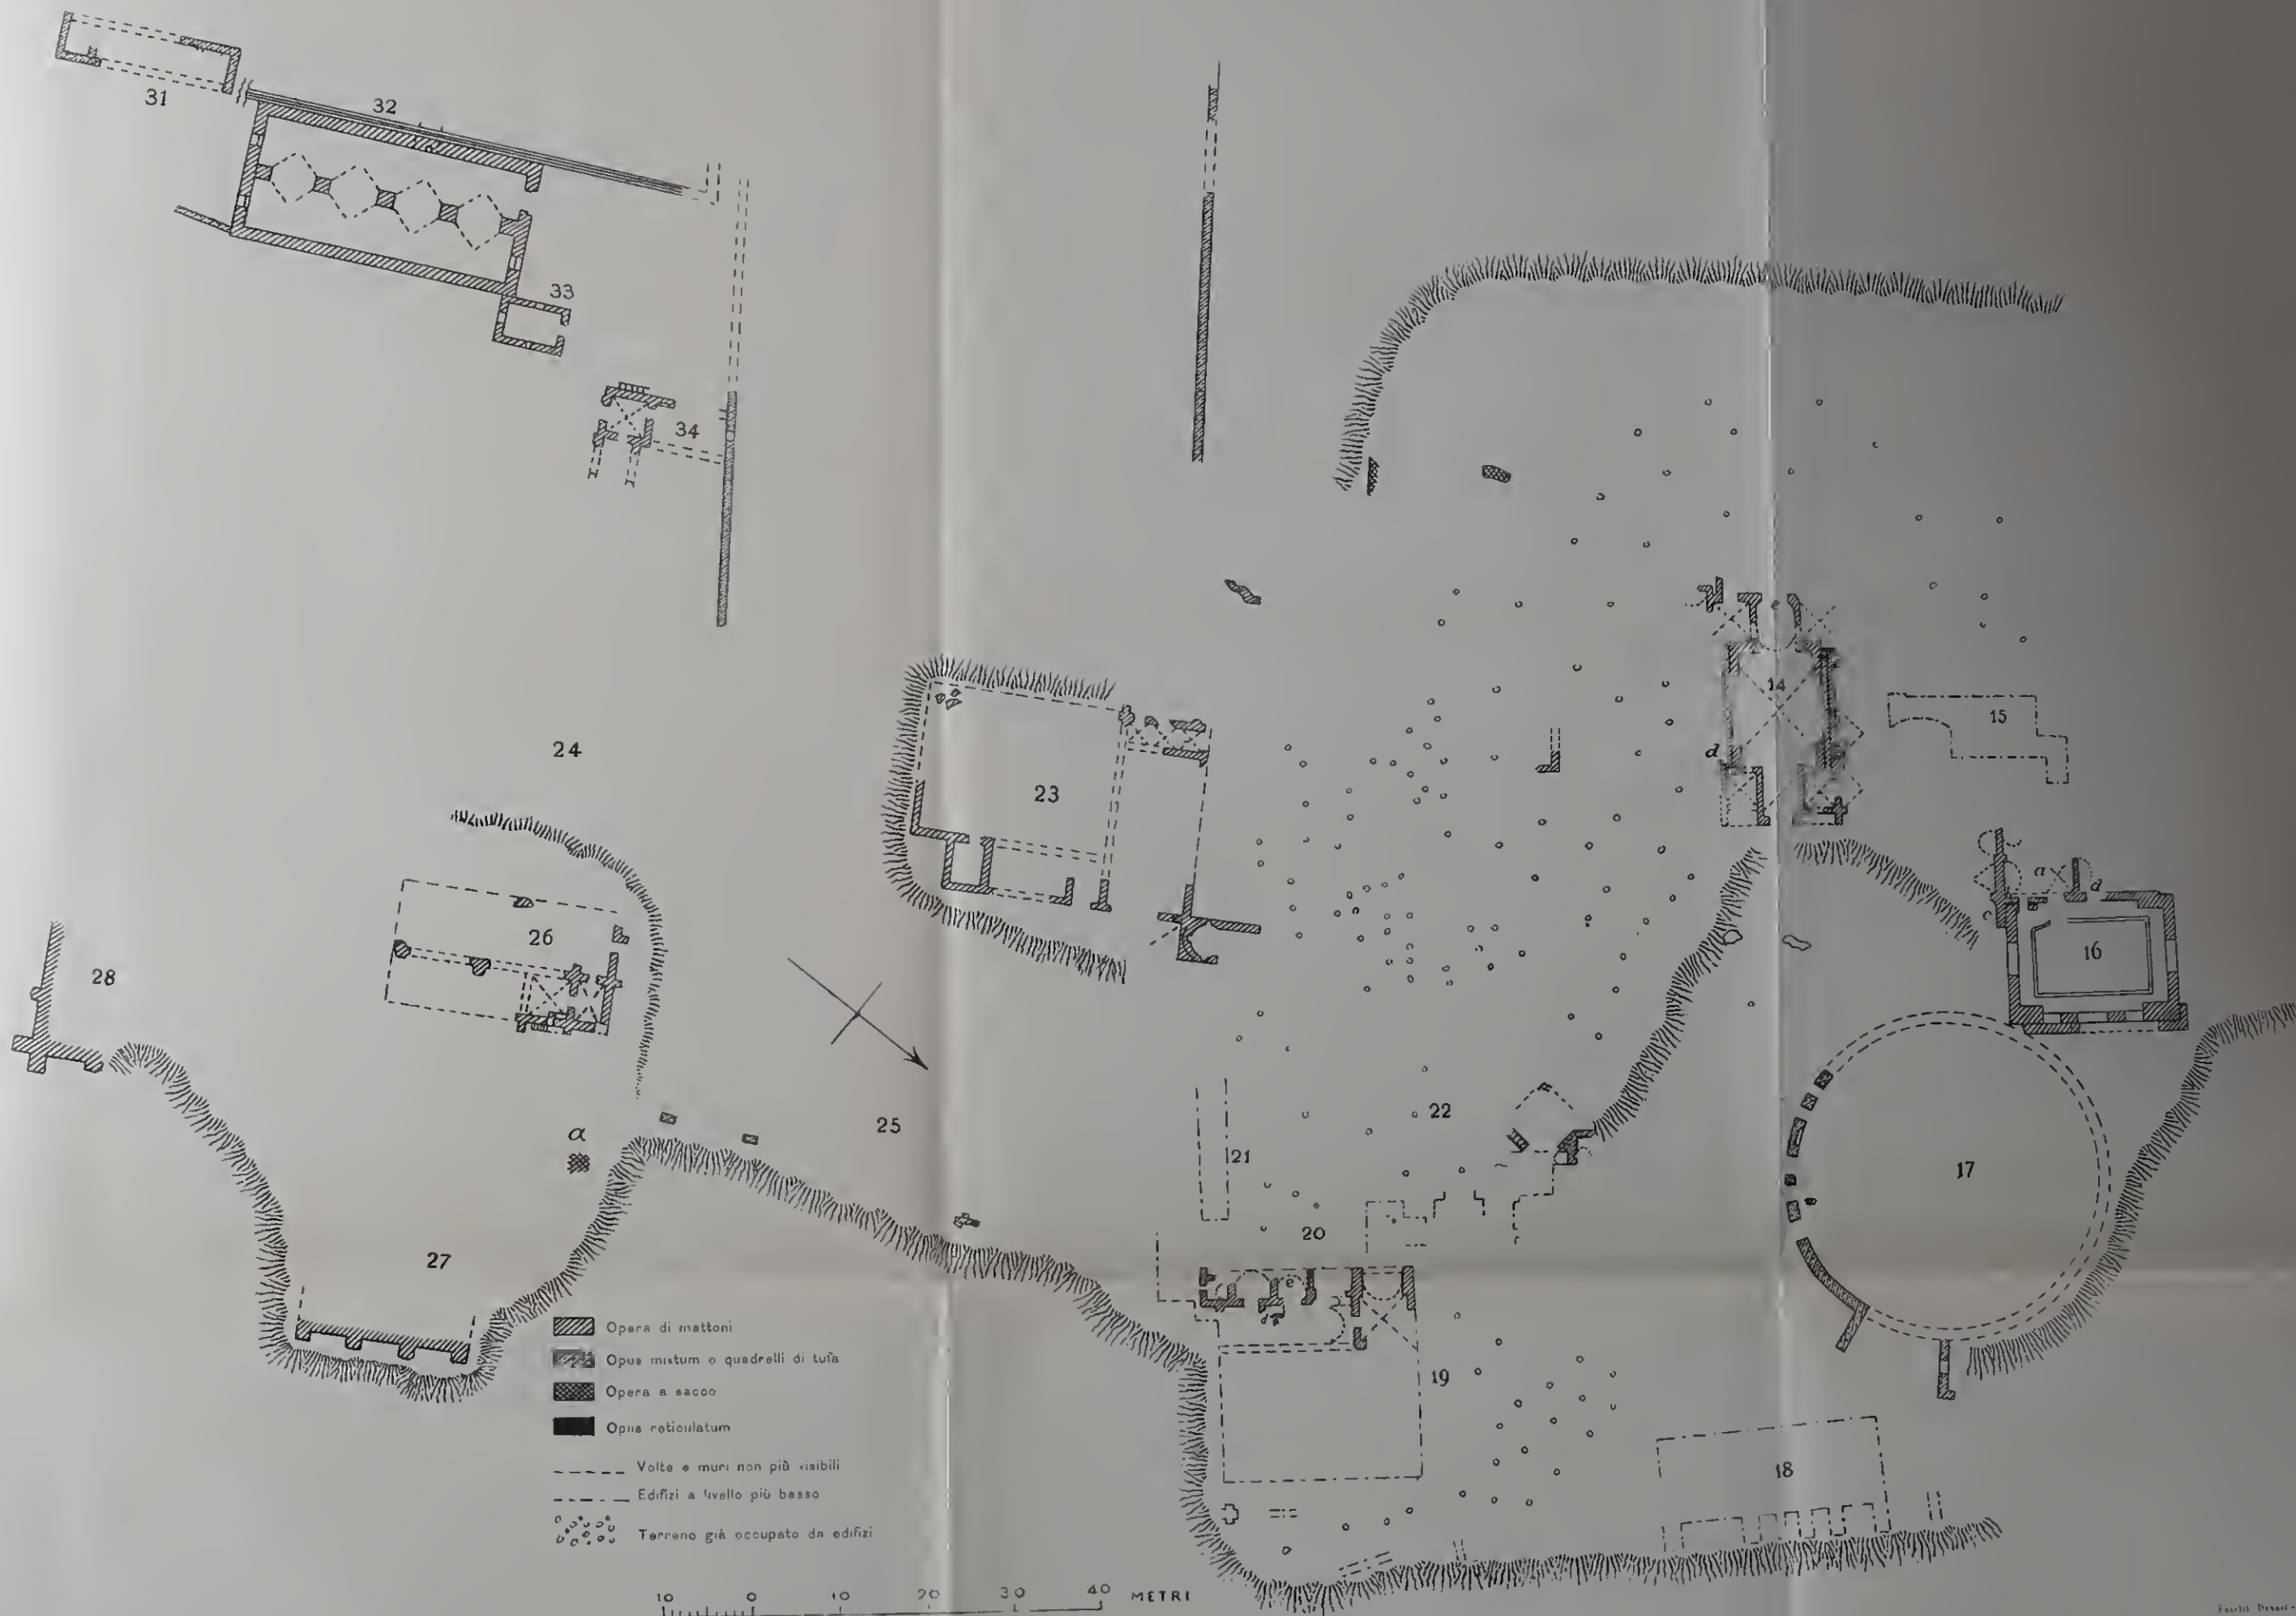 31
32
33
34
14
d
e
15
24
23
a
d
c
16
26
28
25
22
a
21
17
27
20
e
d
19
18
Opera di mattoni
Opus mixtum o quadrelli di tufa
Opera a sacco
Opus reticulatum
Volte e muri non più visibili
Edifizi a livello più basso
Terreno già occupato da edifizi
10 0 10 20 30 40 METRI